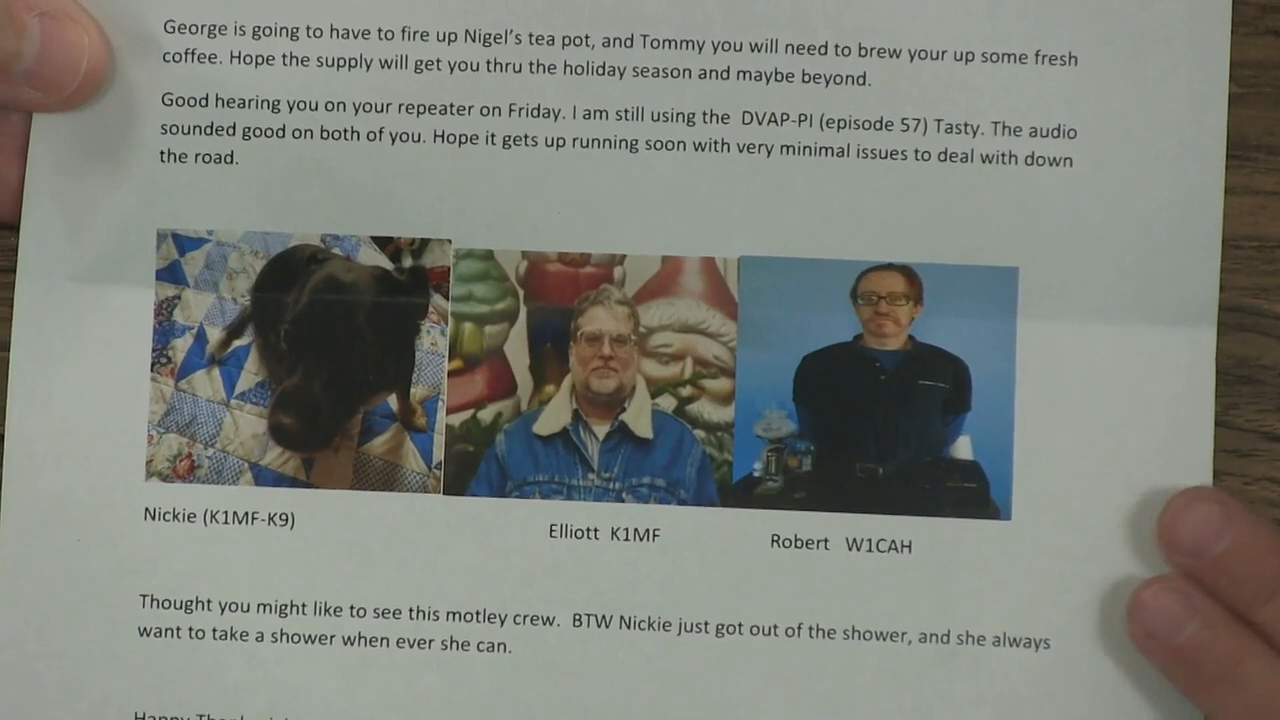 George is going to have to fire up Nigel's tea pot, and Tommy you will need to brew your up some fresh
coffee. Hope the supply will get you thru the holiday season and maybe beyond.
Good hearing you on your repeater on Friday. I am still using the DVAP-PI (episode 57) Tasty. The audio
sounded good on both of you. Hope it gets up running soon with very minimal issues to deal with down
the road.
Nickie (K1MF-K9)
Elliott K1MF
Robert W1CAH
Thought you might like to see this motley crew. BTW Nickie just got out of the shower, and she always
want to take a shower when ever she can.
Happy